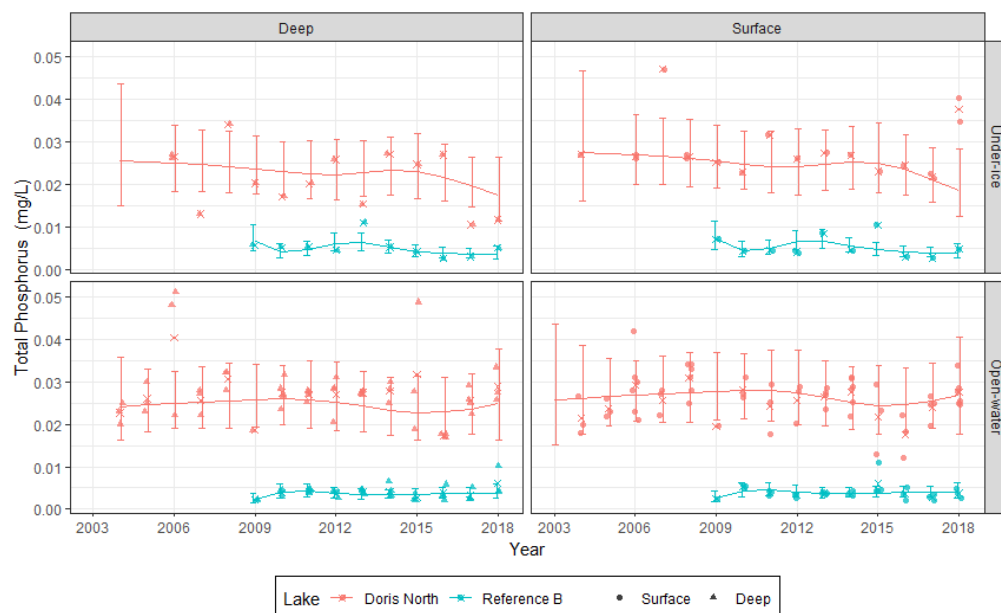 Deep
Surface
0.05
0.04
0.03
0.02
0.01
0.00
Under-ice
0.05
0.04
0.03
0.02
0.01
0.00
Open-water
Total Phosphorus (mg/L)
2003 2006 2009 2012 2015 2018 2003 2006 2009 2012 2015 2018
Year
Lake Doris North Reference B Surface Deep